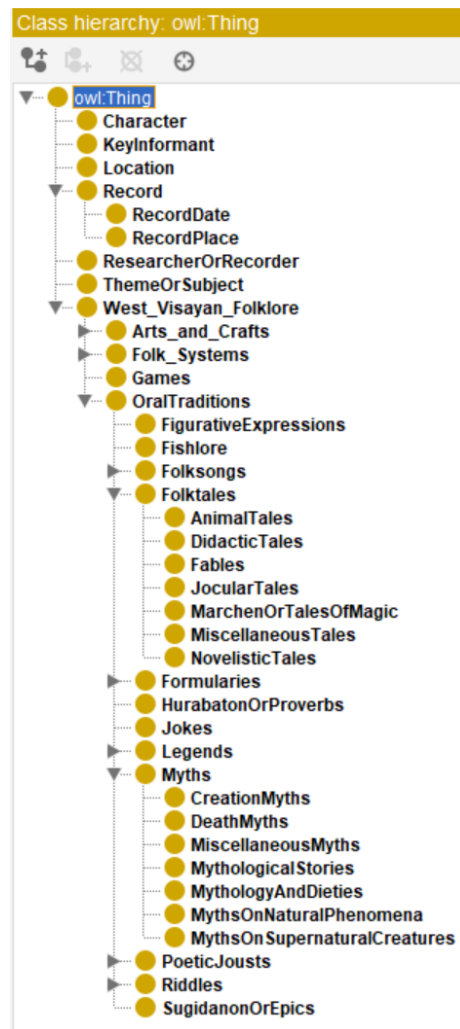 Class hierarchy: owl:Thing
owl:Thing
Character
KeyInformant
Location
Record
RecordDate
RecordPlace
ResearcherOrRecorder
ThemeOrSubject
West_Visayan_Folklore
Arts_and_Crafts
Folk_Systems
Games
OralTraditions
FigurativeExpressions
Fishlore
Folksongs
Folktales
AnimalTales
DidacticTales
Fables
JocularTales
MarchenOrTalesOfMagic
MiscellaneousTales
NovelisticTales
Formularies
HurabatonOrProverbs
Jokes
Legends
Myths
CreationMyths
DeathMyths
MiscellaneousMyths
MythologicalStories
MythologyAndDieties
MythsOnNaturalPhenomena
MythsOnSupernaturalCreatures
PoeticJousts
Riddles
SugidanonOrEpics